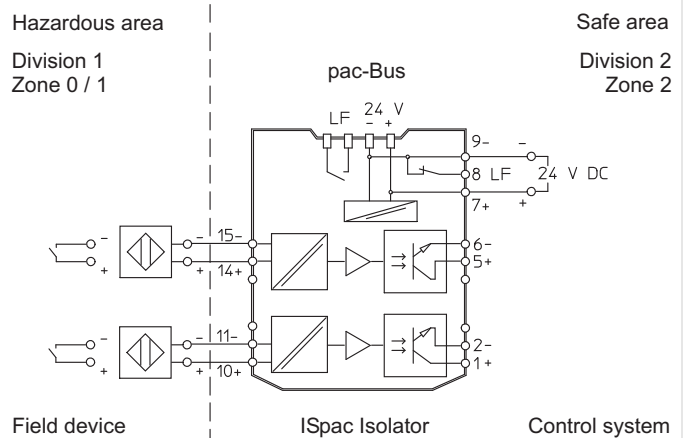 Hazardous area
Safe area
Division 1
Zone 0 / 1
Division 2
Zone 2
pac-Bus
LF 24 V
- +
9- -
8 LF 24 V DC
7+ +
- - 15- 6-
+ + 14+ 5+
- - 11- 2-
+ + 10+ 1+
Field device
ISpac Isolator
Control system